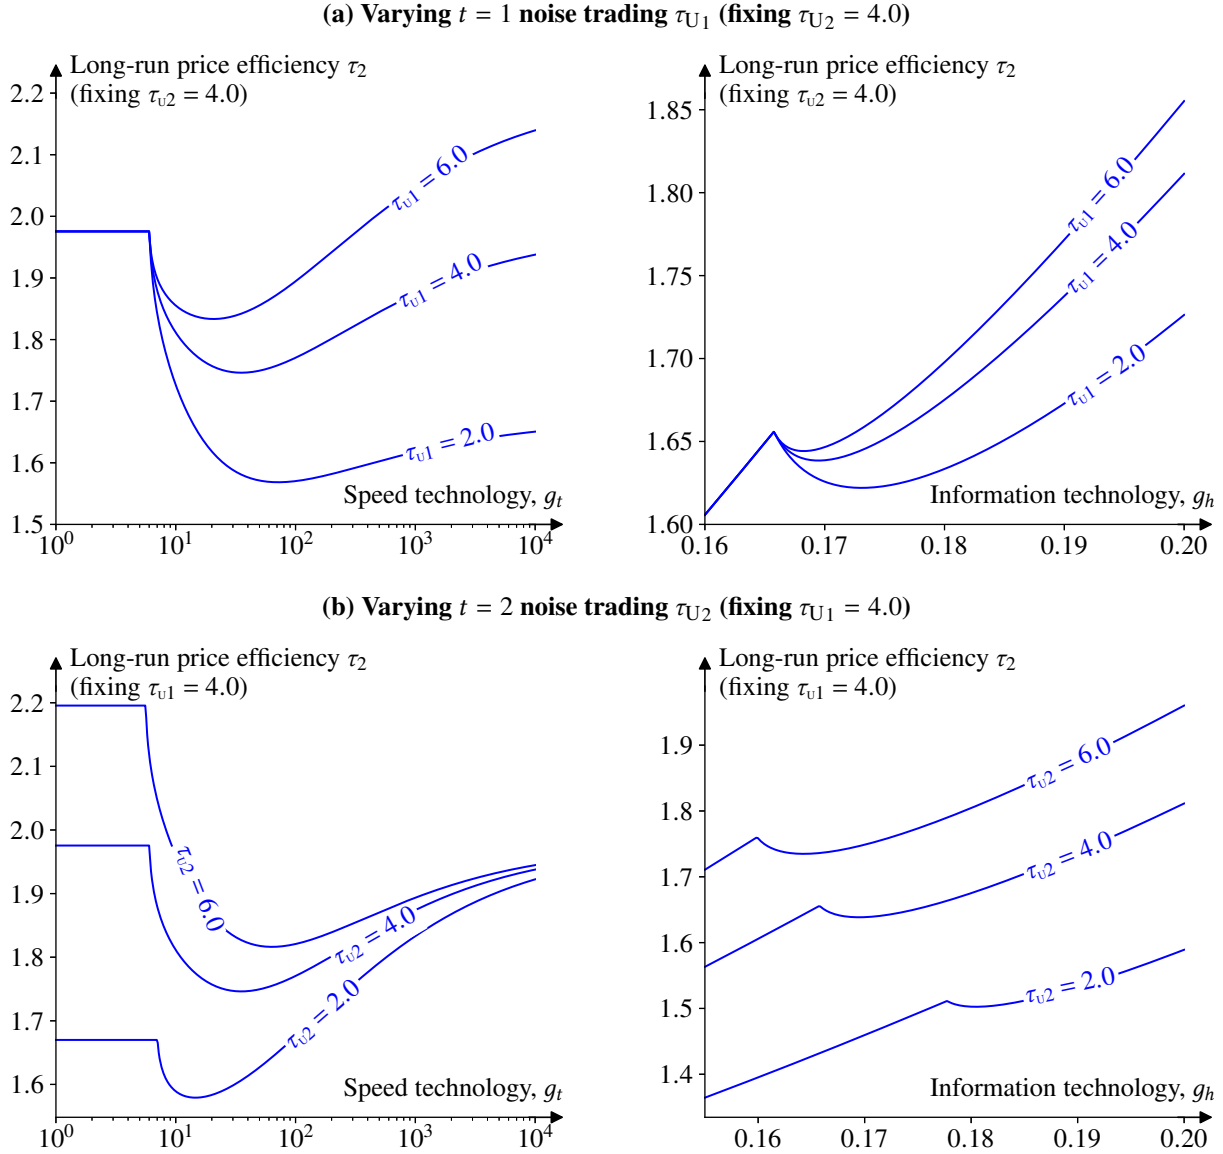 (a) Varying t = 1 noise trading τU1 (fixing τU2 = 4.0)
Long-run price efficiency τ2
(fixing τU2 = 4.0)
2.2
2.1
2.0
1.9
1.8
1.7
1.6
1.5
τU1 = 6.0
τU1 = 4.0
τU1 = 2.0
Speed technology, gt
10^0
10^1
10^2
10^3
10^4
Long-run price efficiency τ2
(fixing τU2 = 4.0)
1.85
1.80
1.75
1.70
1.65
1.60
τU1 = 6.0
τU1 = 4.0
τU1 = 2.0
Information technology, gh
0.16
0.17
0.18
0.19
0.20
(b) Varying t = 2 noise trading τU2 (fixing τU1 = 4.0)
Long-run price efficiency τ2
(fixing τU1 = 4.0)
2.2
2.1
2.0
1.9
1.8
1.7
1.6
τU2 = 6.0
τU2 = 4.0
τU2 = 2.0
Speed technology, gt
10^0
10^1
10^2
10^3
10^4
Long-run price efficiency τ2
(fixing τU1 = 4.0)
1.9
1.8
1.7
1.6
1.5
1.4
τU2 = 6.0
τU2 = 4.0
τU2 = 2.0
Information technology, gh
0.16
0.17
0.18
0.19
0.20